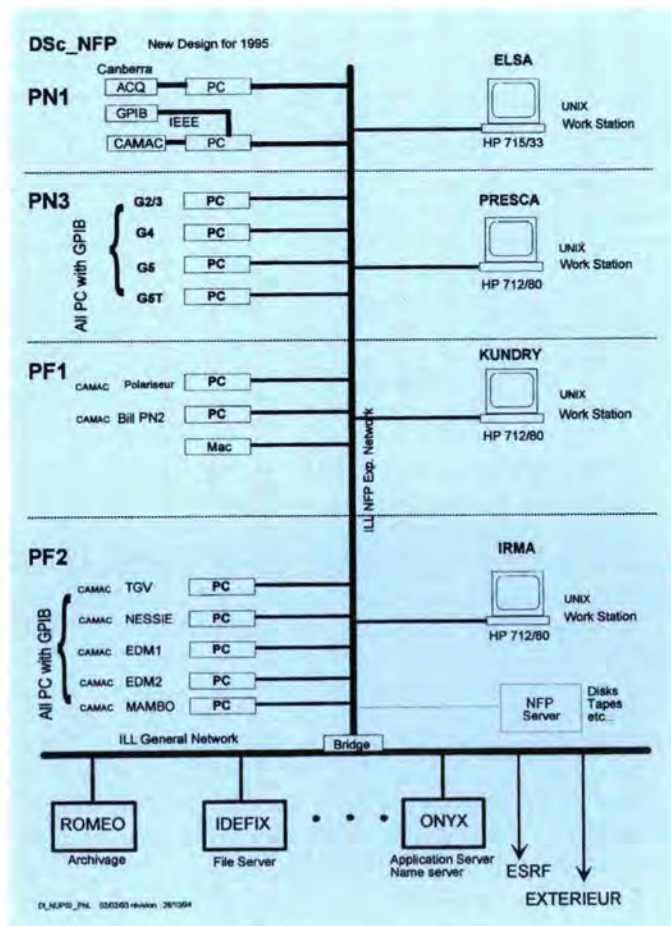 DSc_NFP New Design for 1995
PN1
Canberra
ACQ PC
GPIB
IEEE
CAMAC PC
ELSA
UNIX
Work Station
HP 715/33
PN3
All PC with GPIB
G2/3 PC
G4 PC
G5 PC
G5T PC
PRESCA
UNIX
Work Station
HP 712/80
PF1
CAMAC Polariseur PC
CAMAC Bill PN2 PC
Mac
ILL NFP Exp. Network
KUNDRY
UNIX
Work Station
HP 712/80
PF2
All PC with GPIB
CAMAC TGV PC
CAMAC NESSIE PC
CAMAC EDM1 PC
CAMAC EDM2 PC
CAMAC MAMBO PC
IRMA
UNIX
Work Station
HP 712/80
NFP
Server
Disks
Tapes
etc...
ILL General Network
Bridge
ROMEO
Archivage
IDEFIX
File Server
ONYX
Application Server
Name server
ESRF
EXTERIEUR